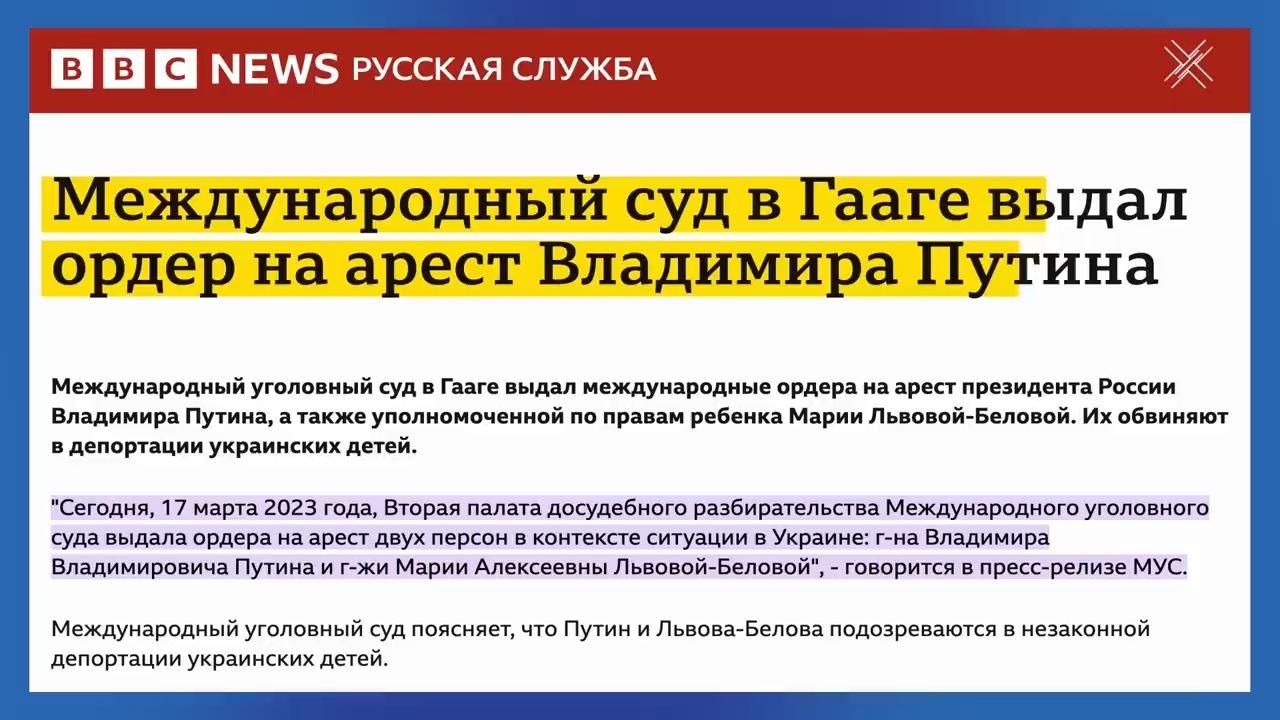 BBC NEWS РУССКАЯ СЛУЖБА
Международный суд в Гааге выдал
ордер на арест Владимира Путина
Международный уголовный суд в Гааге выдал международные ордера на арест президента России
Владимира Путина, а также уполномоченной по правам ребенка Марии Львовой-Беловой. Их обвиняют
в депортации украинских детей.
"Сегодня, 17 марта 2023 года, Вторая палата досудебного разбирательства Международного уголовного
суда выдала ордера на арест двух персон в контексте ситуации в Украине: г-на Владимира
Владимировича Путина и г-жи Марии Алексеевны Львовой-Беловой", - говорится в пресс-релизе МУС.
Международный уголовный суд поясняет, что Путин и Львова-Белова подозреваются в незаконной
депортации украинских детей.